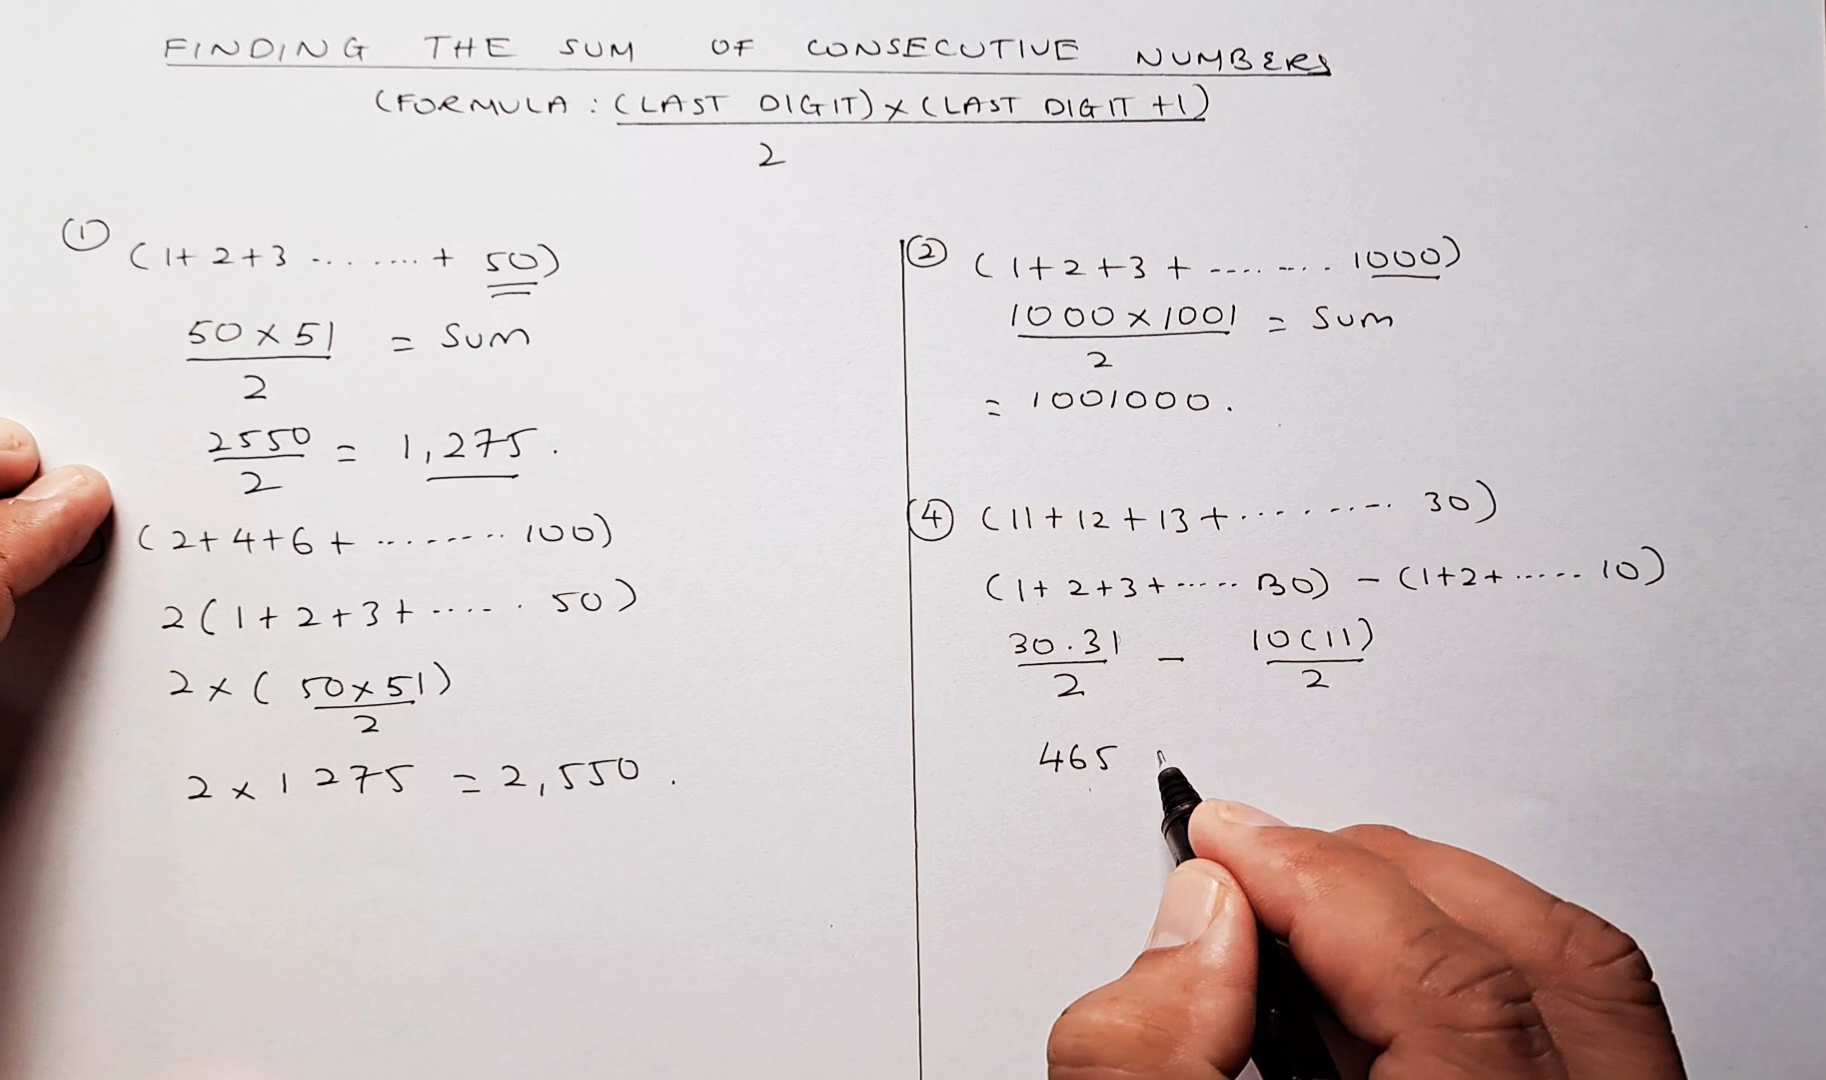 FINDING THE SUM OF CONSECUTIVE NUMBERS
(FORMULA : (LAST DIGIT) x (LAST DIGIT +1)
2
① (1+ 2+3 ........ + 50)
50 x 51 = Sum
2
2550 = 1,275.
2
(2+ 4+6 + ........ 100)
2(1+2+3+ ...... 50)
2 x ( 50x51)
2
2 x 1275 = 2,550.
② (1+2+3 + ........ 1000)
1000 x 1001 = Sum
2
= 1001000.
④ (11+12+13+ ........ 30)
(1+ 2+3+ ...... 30) - (1+2+ ...... 10)
30.31 - 10(11)
2 2
465